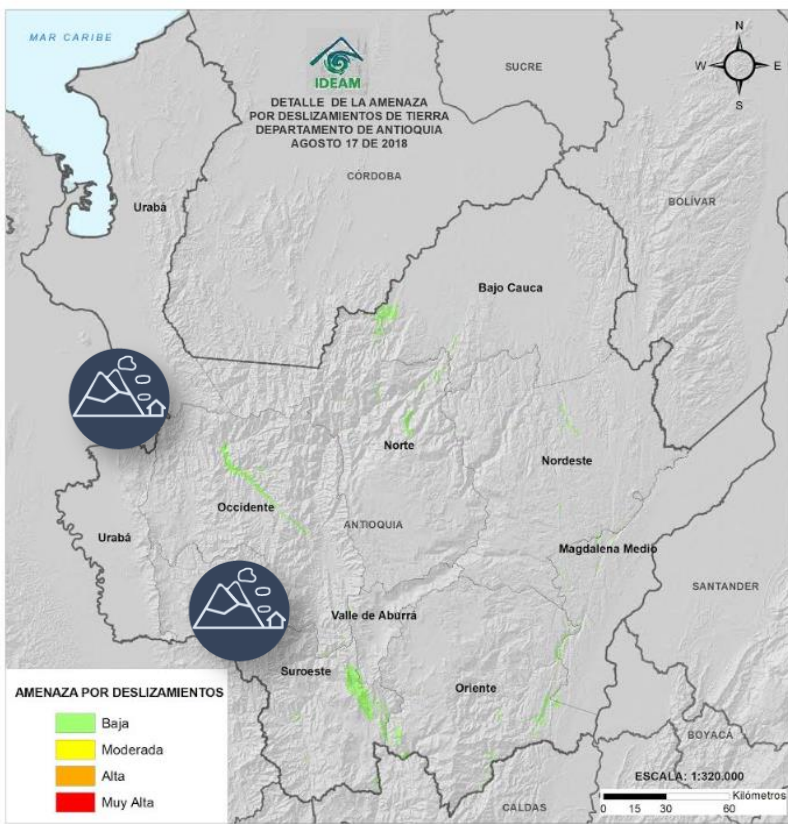 MAR CARIBE
N
W
E
S
IDEAM
DETALLE DE LA AMENAZA
POR DESLIZAMIENTOS DE TIERRA
DEPARTAMENTO DE ANTIOQUIA
AGOSTO 17 DE 2018
SUCRE
CÓRDOBA
BOLÍVAR
Urabá
Bajo Cauca
Norte
Nordeste
Occidente
ANTIOQUIA
Urabá
Magdalena Medio
SANTANDER
Valle de Aburrá
Suroeste
Oriente
BOYACÁ
CALDAS
AMENAZA POR DESLIZAMIENTOS
Baja
Moderada
Alta
Muy Alta
ESCALA: 1:320.000
Kilómetros
0 15 30 60